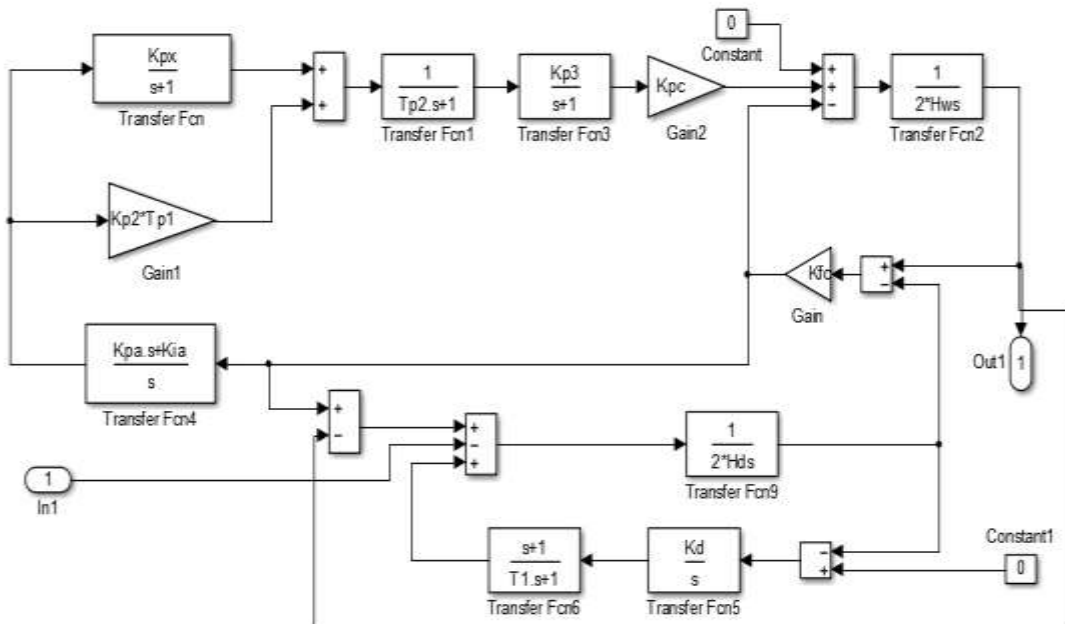 0
Constant
Kpx
s+1
Transfer Fcn
+
+
1
Tp2.s+1
Transfer Fcn1
Kp3
s+1
Transfer Fcn3
Kpc
Gain2
+
+
−
1
2*Hws
Transfer Fcn2
Kp2*Tp1
Gain1
Kfc
Gain
+
−
Kpa.s+Kia
s
Transfer Fcn4
1
Out1
+
−
+
−
+
1
2*Hds
Transfer Fcn9
1
In1
s+1
T1.s+1
Transfer Fcn6
Kd
s
Transfer Fcn5
−
+
Constant1
0